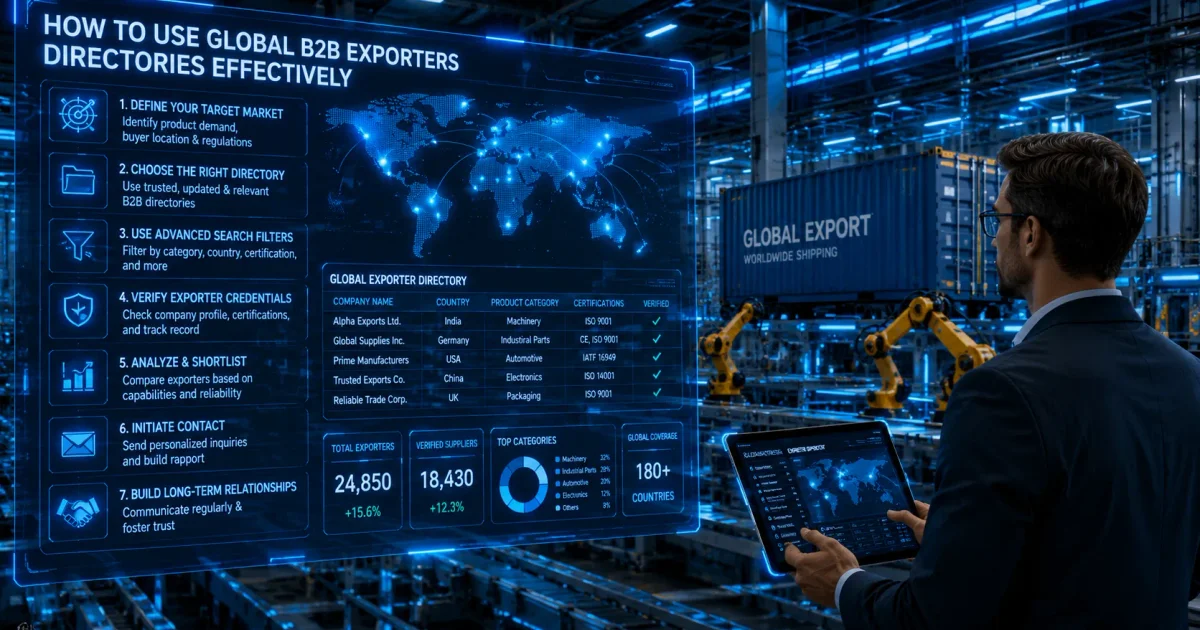 HOW TO USE GLOBAL B2B EXPORTERS
DIRECTORIES EFFECTIVELY
1. DEFINE YOUR TARGET MARKET
Identify product demand,
buyer location & regulations
2. CHOOSE THE RIGHT DIRECTORY
Use trusted, updated & relevant
B2B directories
3. USE ADVANCED SEARCH FILTERS
Filter by category, country, certification,
and more
4. VERIFY EXPORTER CREDENTIALS
Check company profile, certifications,
and track record
5. ANALYZE & SHORTLIST
Compare exporters based on
capabilities and reliability
6. INITIATE CONTACT
Send personalized inquiries
and build rapport
7. BUILD LONG-TERM RELATIONSHIPS
Communicate regularly &
foster trust
GLOBAL EXPORTER DIRECTORY
COMPANY NAME COUNTRY PRODUCT CATEGORY CERTIFICATIONS VERIFIED
Alpha Exports Ltd. India Machinery ISO 9001 ✓
Global Supplies Inc. Germany Industrial Parts CE, ISO 9001 ✓
Prime Manufacturers USA Automotive IATF 16949 ✓
Trusted Exports Co. China Electronics ISO 14001 ✓
Reliable Trade Corp. UK Packaging ISO 9001 ✓
TOTAL EXPORTERS
24,850
+15.6%
VERIFIED SUPPLIERS
18,430
+12.3%
TOP CATEGORIES
Machinery
Industrial Parts
Automotive
Electronics
Others
GLOBAL COVERAGE
180+
COUNTRIES
GLOBAL EXPORT
WORLDWIDE SHIPPING